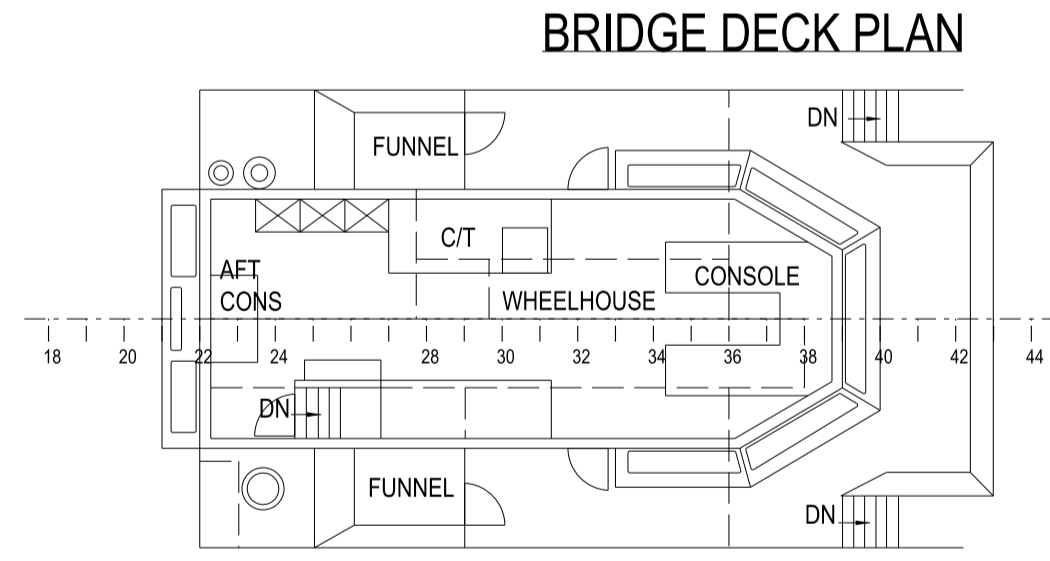 BRIDGE DECK PLAN
DN
FUNNEL
C/T
AFT
CONS
CONSOLE
WHEELHOUSE
18 20 22 24 28 30 32 34 36 38 40 42 44
DN
FUNNEL
DN